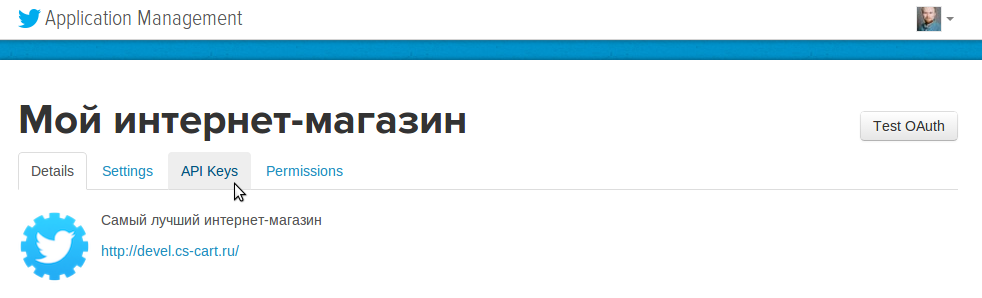 Application Management
Мой интернет-магазин
Test OAuth
Details Settings API Keys Permissions
Самый лучший интернет-магазин
http://devel.cs-cart.ru/